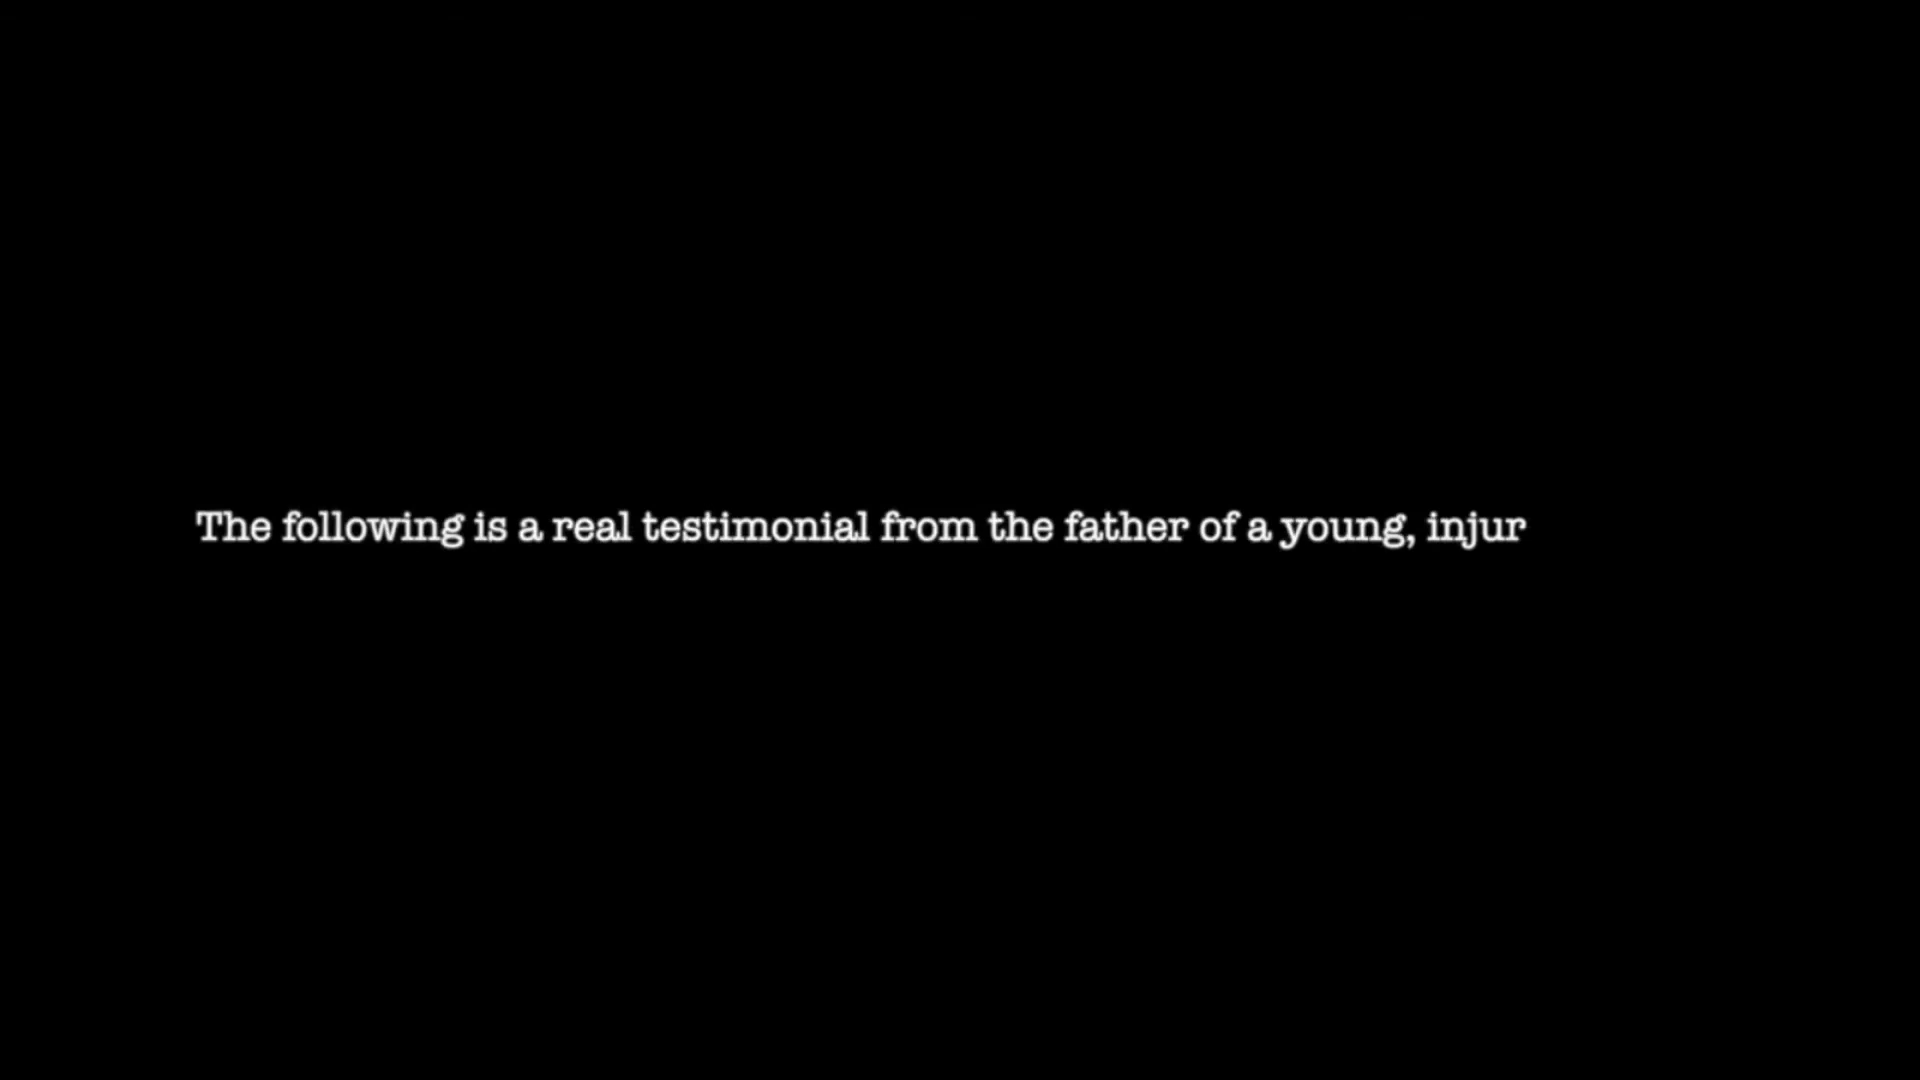 The following is a real testimonial from the father of a young, injur